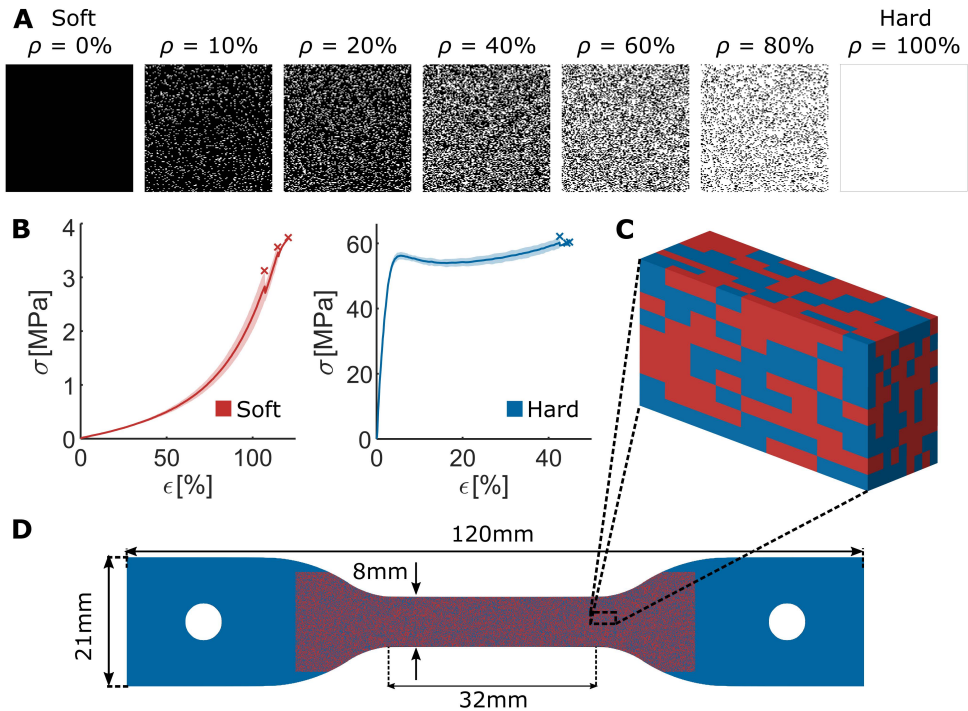 A
Soft
Hard
ρ = 0%
ρ = 10%
ρ = 20%
ρ = 40%
ρ = 60%
ρ = 80%
ρ = 100%
B
σ[MPa]
4
3
2
1
0
0
50
100
ϵ[%]
Soft
σ[MPa]
60
40
20
0
0
20
40
ϵ[%]
Hard
C
D
120mm
21mm
8mm
32mm